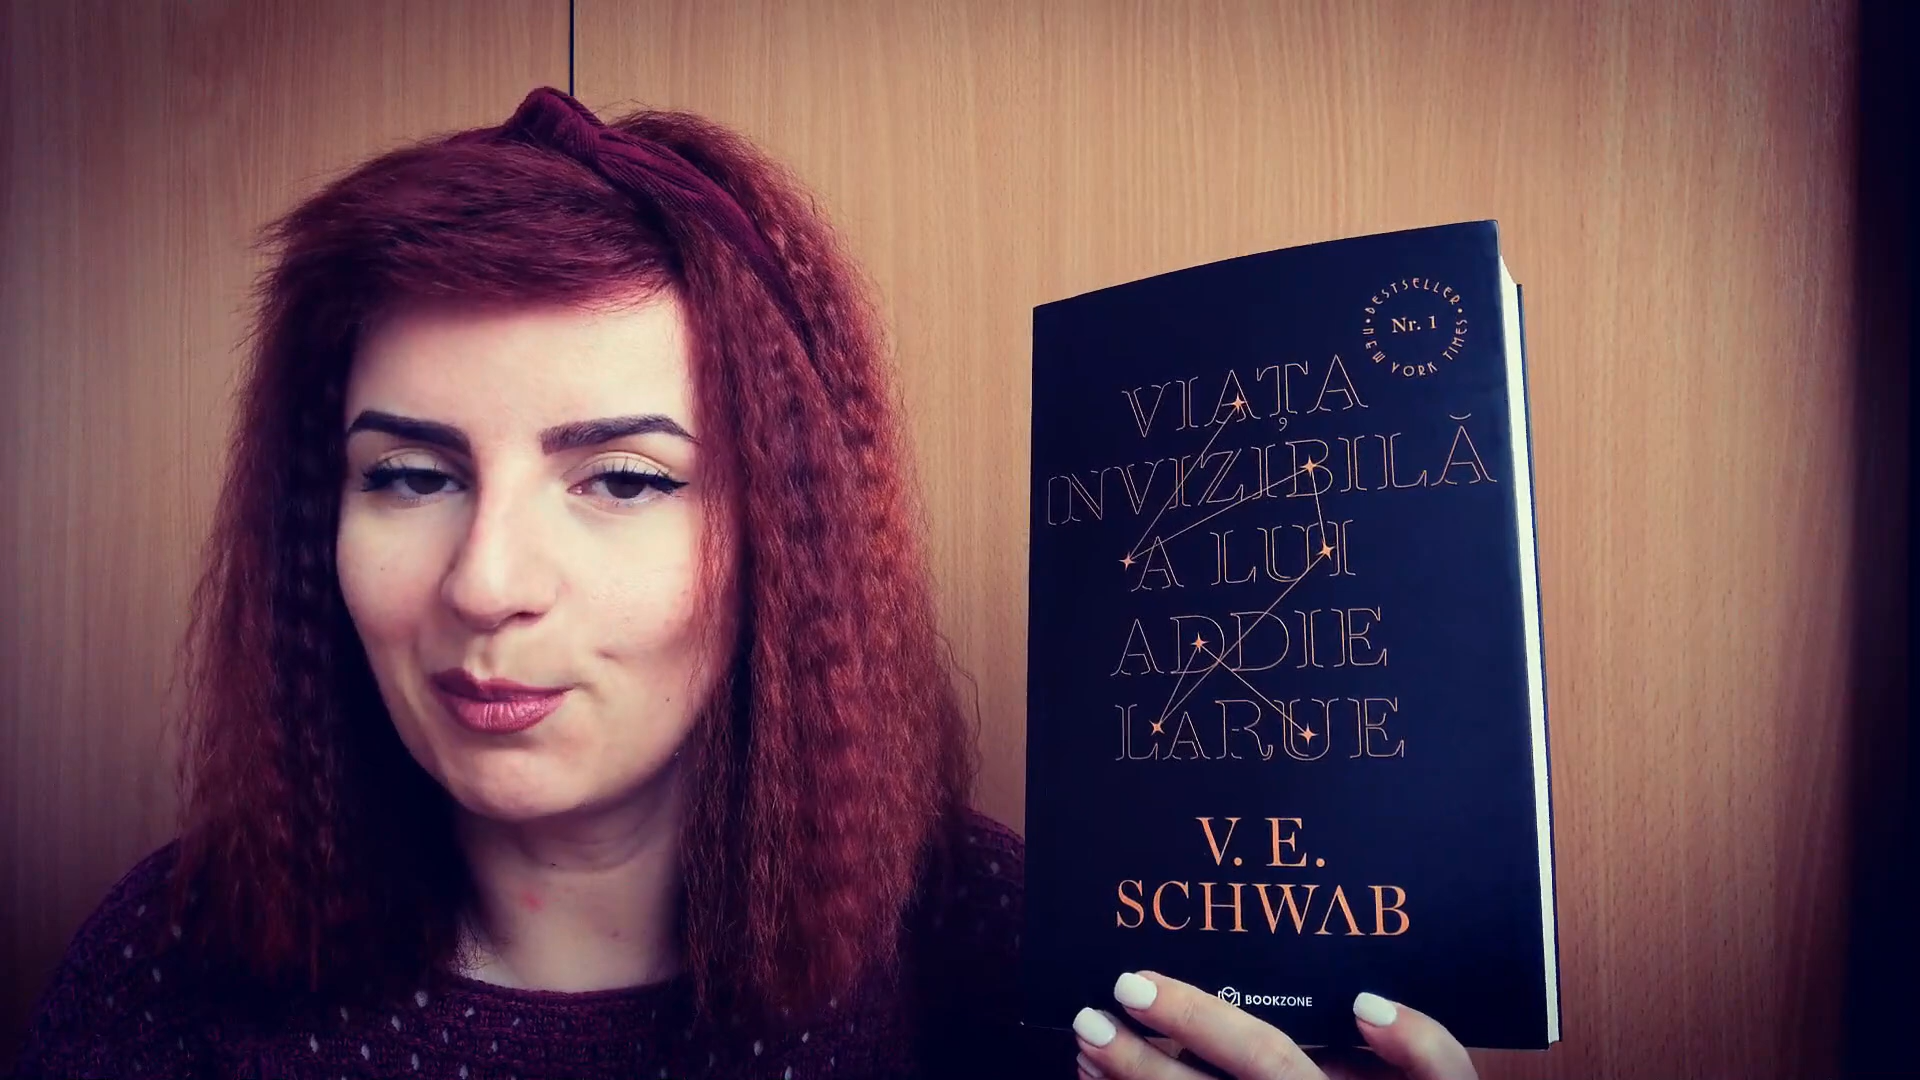 BESTSELLER
Nr. 1
NEW YORK TIMES
VIAȚA
INVIZIBILĂ
A LUI
ADDIE
LARUE
V. E.
SCHWAB
BOOKZONE